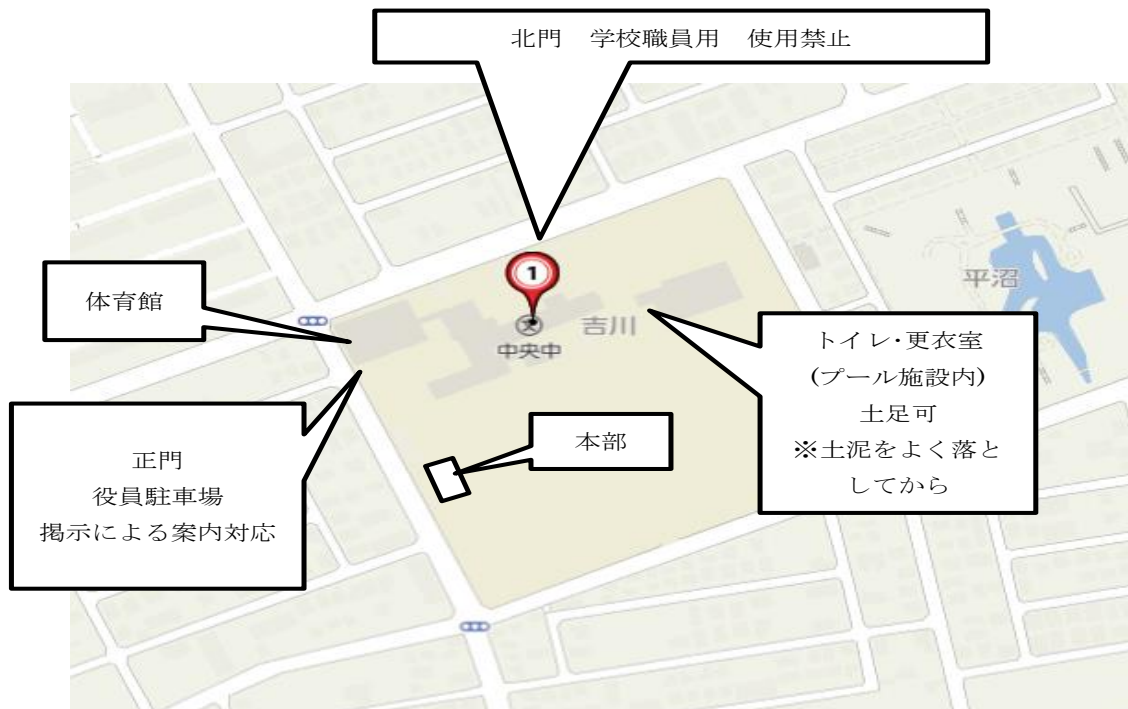 北門　学校職員用　使用禁止
体育館
1
吉川
中央中
平沼
トイレ・更衣室
(プール施設内)
土足可
※土泥をよく落と
してから
本部
正門
役員駐車場
掲示による案内対応